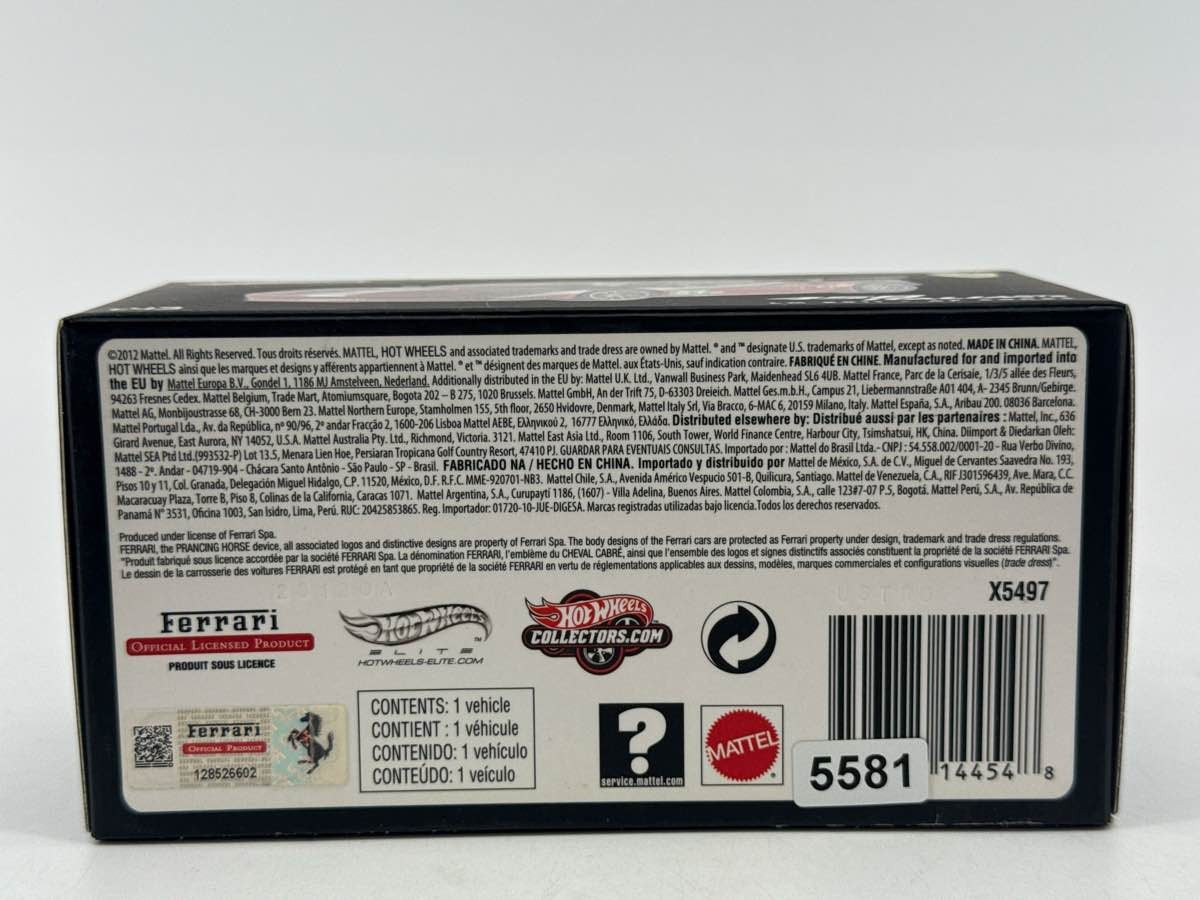 ©2012 Mattel. All Rights Reserved. Tous droits réservés. MATTEL, HOT WHEELS and associated trademarks and trade dress are owned by Mattel. ® and ™ designate U.S. trademarks of Mattel, except as noted. MADE IN CHINA. MATTEL,
HOT WHEELS ainsi que les marques et designs y afférents appartiennent à Mattel. ® et ™ désignent des marques de Mattel. aux États-Unis, sauf indication contraire. FABRIQUÉ EN CHINE. Manufactured for and imported into
the EU by Mattel Europa B.V., Gondel 1, 1186 MJ Amstelveen, Nederland. Additionally distributed in the EU by: Mattel U.K. Ltd., Vanwall Business Park, Maidenhead SL6 4UB. Mattel France, Parc de la Cerisaie, 1/3/5 allée des Fleurs,
94263 Fresnes Cedex. Mattel Belgium, Trade Mart, Atomiumsquare, Bogota 202 – B 275, 1020 Brussels. Mattel GmbH, An der Trift 75, D-63303 Dreieich. Mattel Ges.m.b.H., Campus 21, Liebermannstraße A01 404, A- 2345 Brunn/Gebirge.
Mattel AG, Monbijoustrasse 68, CH-3000 Bern 23. Mattel Northern Europe, Stamholmen 155, 5th floor, 2650 Hvidovre, Denmark, Mattel Italy Srl, Via Bracco, 6-MAC 6, 20159 Milano, Italy. Mattel España, S.A., Aribau 200. 08036 Barcelona.
Mattel Portugal Lda., Av. da República, nº 90/96, 2º andar Fracção 2, 1600-206 Lisboa Mattel AEBE, Ελληνικού 2, 16777 Ελληνικό, Ελλάδα. Distributed elsewhere by: Distribué aussi par les partenaires : Mattel, Inc., 636
Girard Avenue, East Aurora, NY 14052, U.S.A. Mattel Australia Pty. Ltd., Richmond, Victoria. 3121. Mattel East Asia Ltd., Room 1106, South Tower, World Finance Centre, Harbour City, Tsimshatsui, HK, China. Diimport & Diedarkan Oleh:
Mattel SEA Ptd Ltd.(993532-P) Lot 13.5, Menara Lien Hoe, Persiaran Tropicana Golf Country Resort, 47410 PJ. GUARDAR PARA EVENTUAIS CONSULTAS. Importado por : Mattel do Brasil Ltda.- CNPJ : 54.558.002/0001-20 - Rua Verbo Divino,
1488 - 2º. Andar - 04719-904 - Chácara Santo Antônio - São Paulo - SP - Brasil. FABRICADO NA / HECHO EN CHINA. Importado y distribuido por Mattel de México, S.A. de C.V., Miguel de Cervantes Saavedra No. 193,
Pisos 10 y 11, Col. Granada, Delegación Miguel Hidalgo, C.P. 11520, México, D.F. R.F.C. MME-920701-NB3. Mattel Chile, S.A., Avenida Américo Vespucio 501-B, Quilicura, Santiago. Mattel de Venezuela, C.A., RIF J301596439, Ave. Mara, C.C.
Macaracuay Plaza, Torre B, Piso 8, Colinas de la California, Caracas 1071. Mattel Argentina, S.A., Curupaytí 1186, (1607) - Villa Adelina, Buenos Aires. Mattel Colombia, S.A., calle 123#7-07 P.5, Bogotá. Mattel Perú, S.A., Av. República de
Panamá N° 3531, Oficina 1003, San Isidro, Lima, Perú. RUC: 20425853865. Reg. Importador: 01720-10-JUE-DIGESA. Marcas registradas utilizadas bajo licencia.Todos los derechos reservados.
Produced under license of Ferrari Spa.
FERRARI, the PRANCING HORSE device, all associated logos and distinctive designs are property of Ferrari Spa. The body designs of the Ferrari cars are protected as Ferrari property under design, trademark and trade dress regulations.
"Produit fabriqué sous licence accordée par la société FERRARI Spa. La dénomination FERRARI, l'emblème du CHEVAL CABRÉ, ainsi que l'ensemble des logos et signes distinctifs associés constituent la propriété de la société FERRARI Spa.
Le dessin de la carrosserie des voitures FERRARI est protégé en tant que propriété de la société FERRARI en vertu de réglementations applicables aux dessins, modèles, marques commerciales et configurations visuelles (trade dress)".
X5497
Ferrari
OFFICIAL LICENSED PRODUCT
PRODUIT SOUS LICENCE
HOT WHEELS ™
ELITE
HOTWHEELS-ELITE.COM
HOT WHEELS
COLLECTORS.COM
Ferrari
OFFICIAL PRODUCT
128526602
CONTENTS: 1 vehicle
CONTIENT : 1 véhicule
CONTENIDO: 1 vehículo
CONTEÚDO: 1 veículo
?
service.mattel.com
MATTEL
5581
14454 8